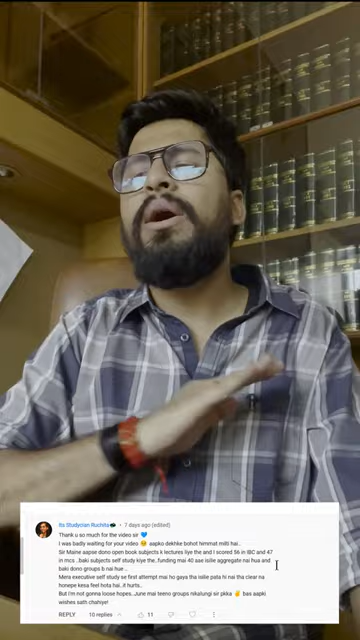 Its Studycian Ruchita • 7 days ago (edited)
Thank u so much for the video sir 💙
I was badly waiting for your video 🥺 aapko dekhke bohot himmat milti hai..
Sir Maine aapse dono open book subjects k lectures liye the and I scored 56 in IBC and 47
in mcs ..baki subjects self study kiye the..funding mai 40 aae isilie aggregate nai hua and
baki dono groups b nai hue ..
Mera executive self study se first attempt mai ho gaya tha isilie pata hi nai tha clear na
honepe kesa feel hota hai..it hurts..
But i'm not gonna loose hopes..June mai teeno groups nikalungi sir pikka ✌️ bas aapki
wishes sath chahiye!
REPLY 10 replies 11